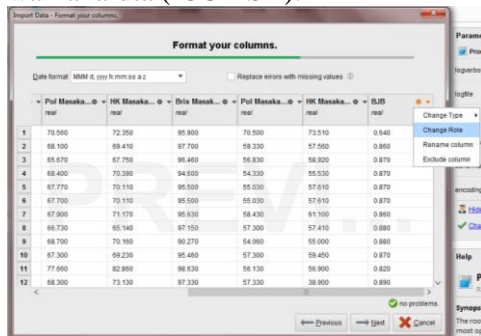 Import Data - Format your columns.
Format your columns.
Date format MMM d, yyyy h:mm:ss a z
Replace errors with missing values
Pol Masaka... HK Masaka... Brix Masak... Pol Masaka... HK Masaka... BJB
real real real real real real
1 70.560 72.350 95.900 70.500 73.510 0.640
2 68.100 69.410 97.700 59.330 57.560 0.860
3 65.670 67.750 96.460 56.830 58.920 0.870
4 68.400 70.390 94.600 54.330 55.530 0.870
5 67.770 70.110 95.500 55.030 57.610 0.870
6 67.700 70.110 95.500 55.030 57.610 0.870
7 67.900 71.170 95.630 58.430 61.100 0.860
8 66.730 65.140 97.150 57.300 57.410 0.880
9 68.700 70.160 90.270 54.060 55.000 0.880
10 67.300 69.230 95.460 57.300 59.450 0.870
11 77.660 82.860 98.630 56.130 56.900 0.820
12 68.300 73.130 97.330 57.330 38.900 0.890
Change Type
Change Role
Rename column
Exclude column
PREV...
no problems.
Previous Next Cancel
Parame
Pro
logverbo
logfile
encoding
Hide
Cha
Help
Synops